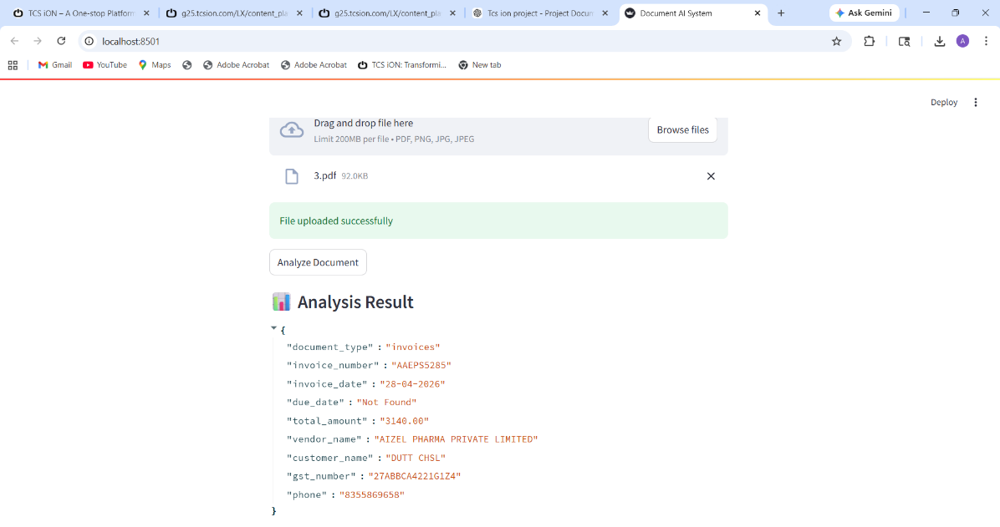 TCS iON – A One-stop Platform
g25.tcsion.com/LX/content_pla
g25.tcsion.com/LX/content_pla
Tcs ion project - Project Docum
Document AI System
Ask Gemini
localhost:8501
A
Gmail
YouTube
Maps
Adobe Acrobat
Adobe Acrobat
TCS iON: Transformi...
New tab
Deploy
Drag and drop file here
Limit 200MB per file • PDF, PNG, JPG, JPEG
Browse files
3.pdf 92.0KB
File uploaded successfully
Analyze Document
Analysis Result
{
"document_type" : "invoices"
"invoice_number" : "AAEPS5285"
"invoice_date" : "28-04-2026"
"due_date" : "Not Found"
"total_amount" : "3140.00"
"vendor_name" : "AIZEL PHARMA PRIVATE LIMITED"
"customer_name" : "DUTT CHSL"
"gst_number" : "27ABBCA4221G1Z4"
"phone" : "8355869658"
}